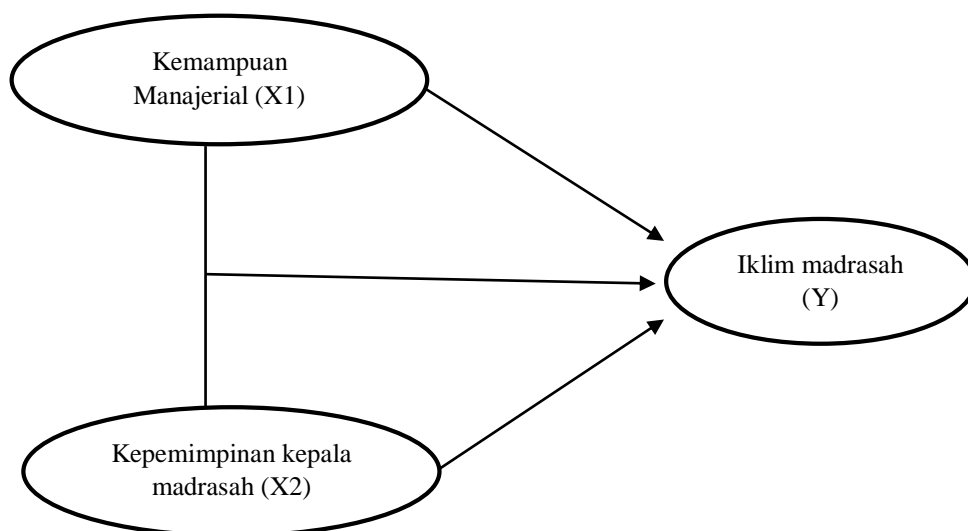 Kemampuan
Manajerial (X1)
Iklim madrasah
(Y)
Kepemimpinan kepala
madrasah (X2)